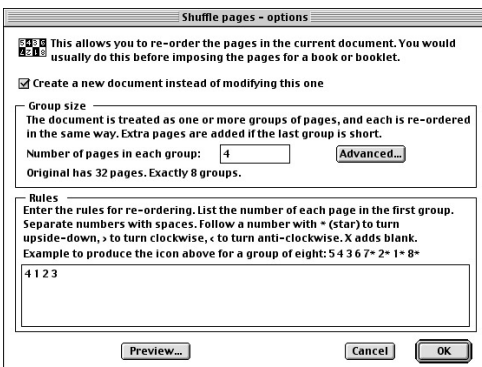 Shuffle pages - options
5 4 3 6 This allows you to re-order the pages in the current document. You would
usually do this before imposing the pages for a book or booklet.
Create a new document instead of modifying this one
Group size
The document is treated as one or more groups of pages, and each is re-ordered
in the same way. Extra pages are added if the last group is short.
Number of pages in each group: 4 Advanced...
Original has 32 pages. Exactly 8 groups.
Rules
Enter the rules for re-ordering. List the number of each page in the first group.
Separate numbers with spaces. Follow a number with * (star) to turn
upside-down, > to turn clockwise, < to turn anti-clockwise. X adds blank.
Example to produce the icon above for a group of eight: 5 4 3 6 7* 2* 1* 8*
4 1 2 3
Preview... Cancel OK